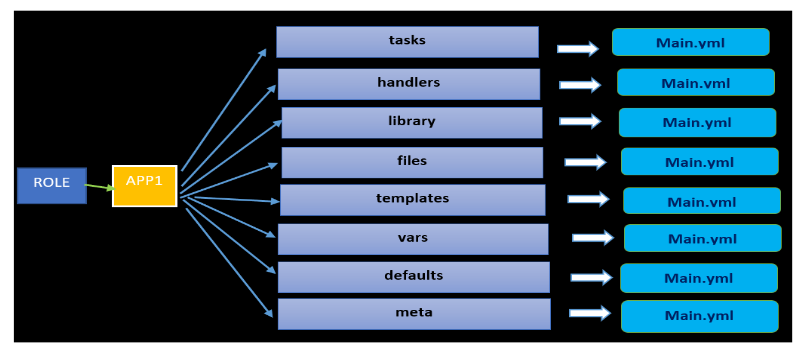 tasks Main.yml
handlers Main.yml
library Main.yml
files Main.yml
ROLE APP1
templates Main.yml
vars Main.yml
defaults Main.yml
meta Main.yml